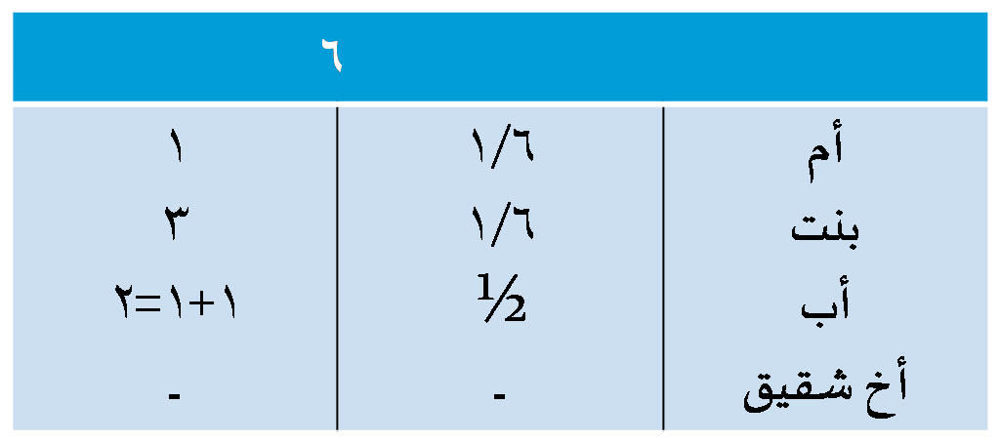 ٦
أم ١/٦ ١
بنت ١/٦ ٣
أب ½ ١+١=٢
أخ شقيق - -